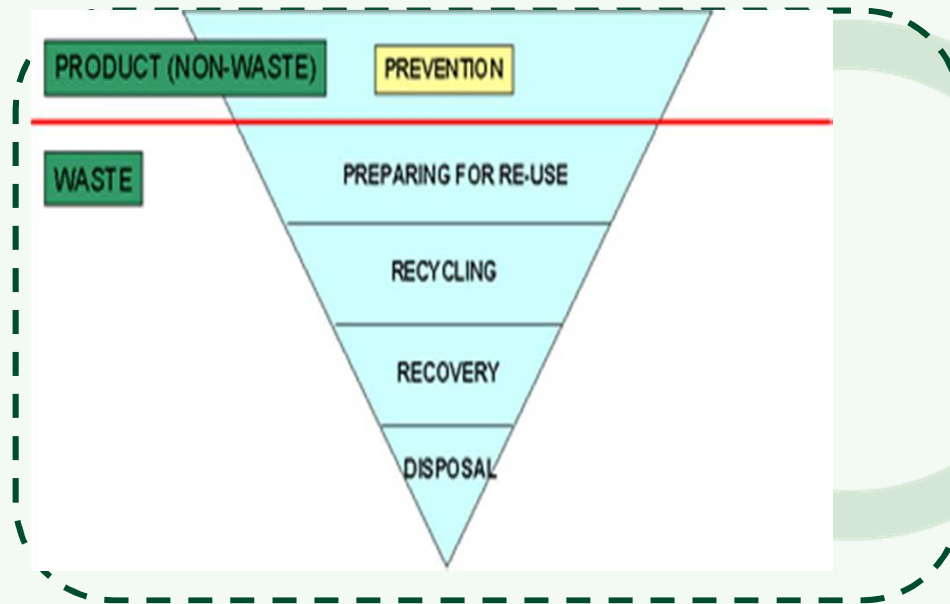 PRODUCT (NON-WASTE)
PREVENTION
WASTE
PREPARING FOR RE-USE
RECYCLING
RECOVERY
DISPOSAL